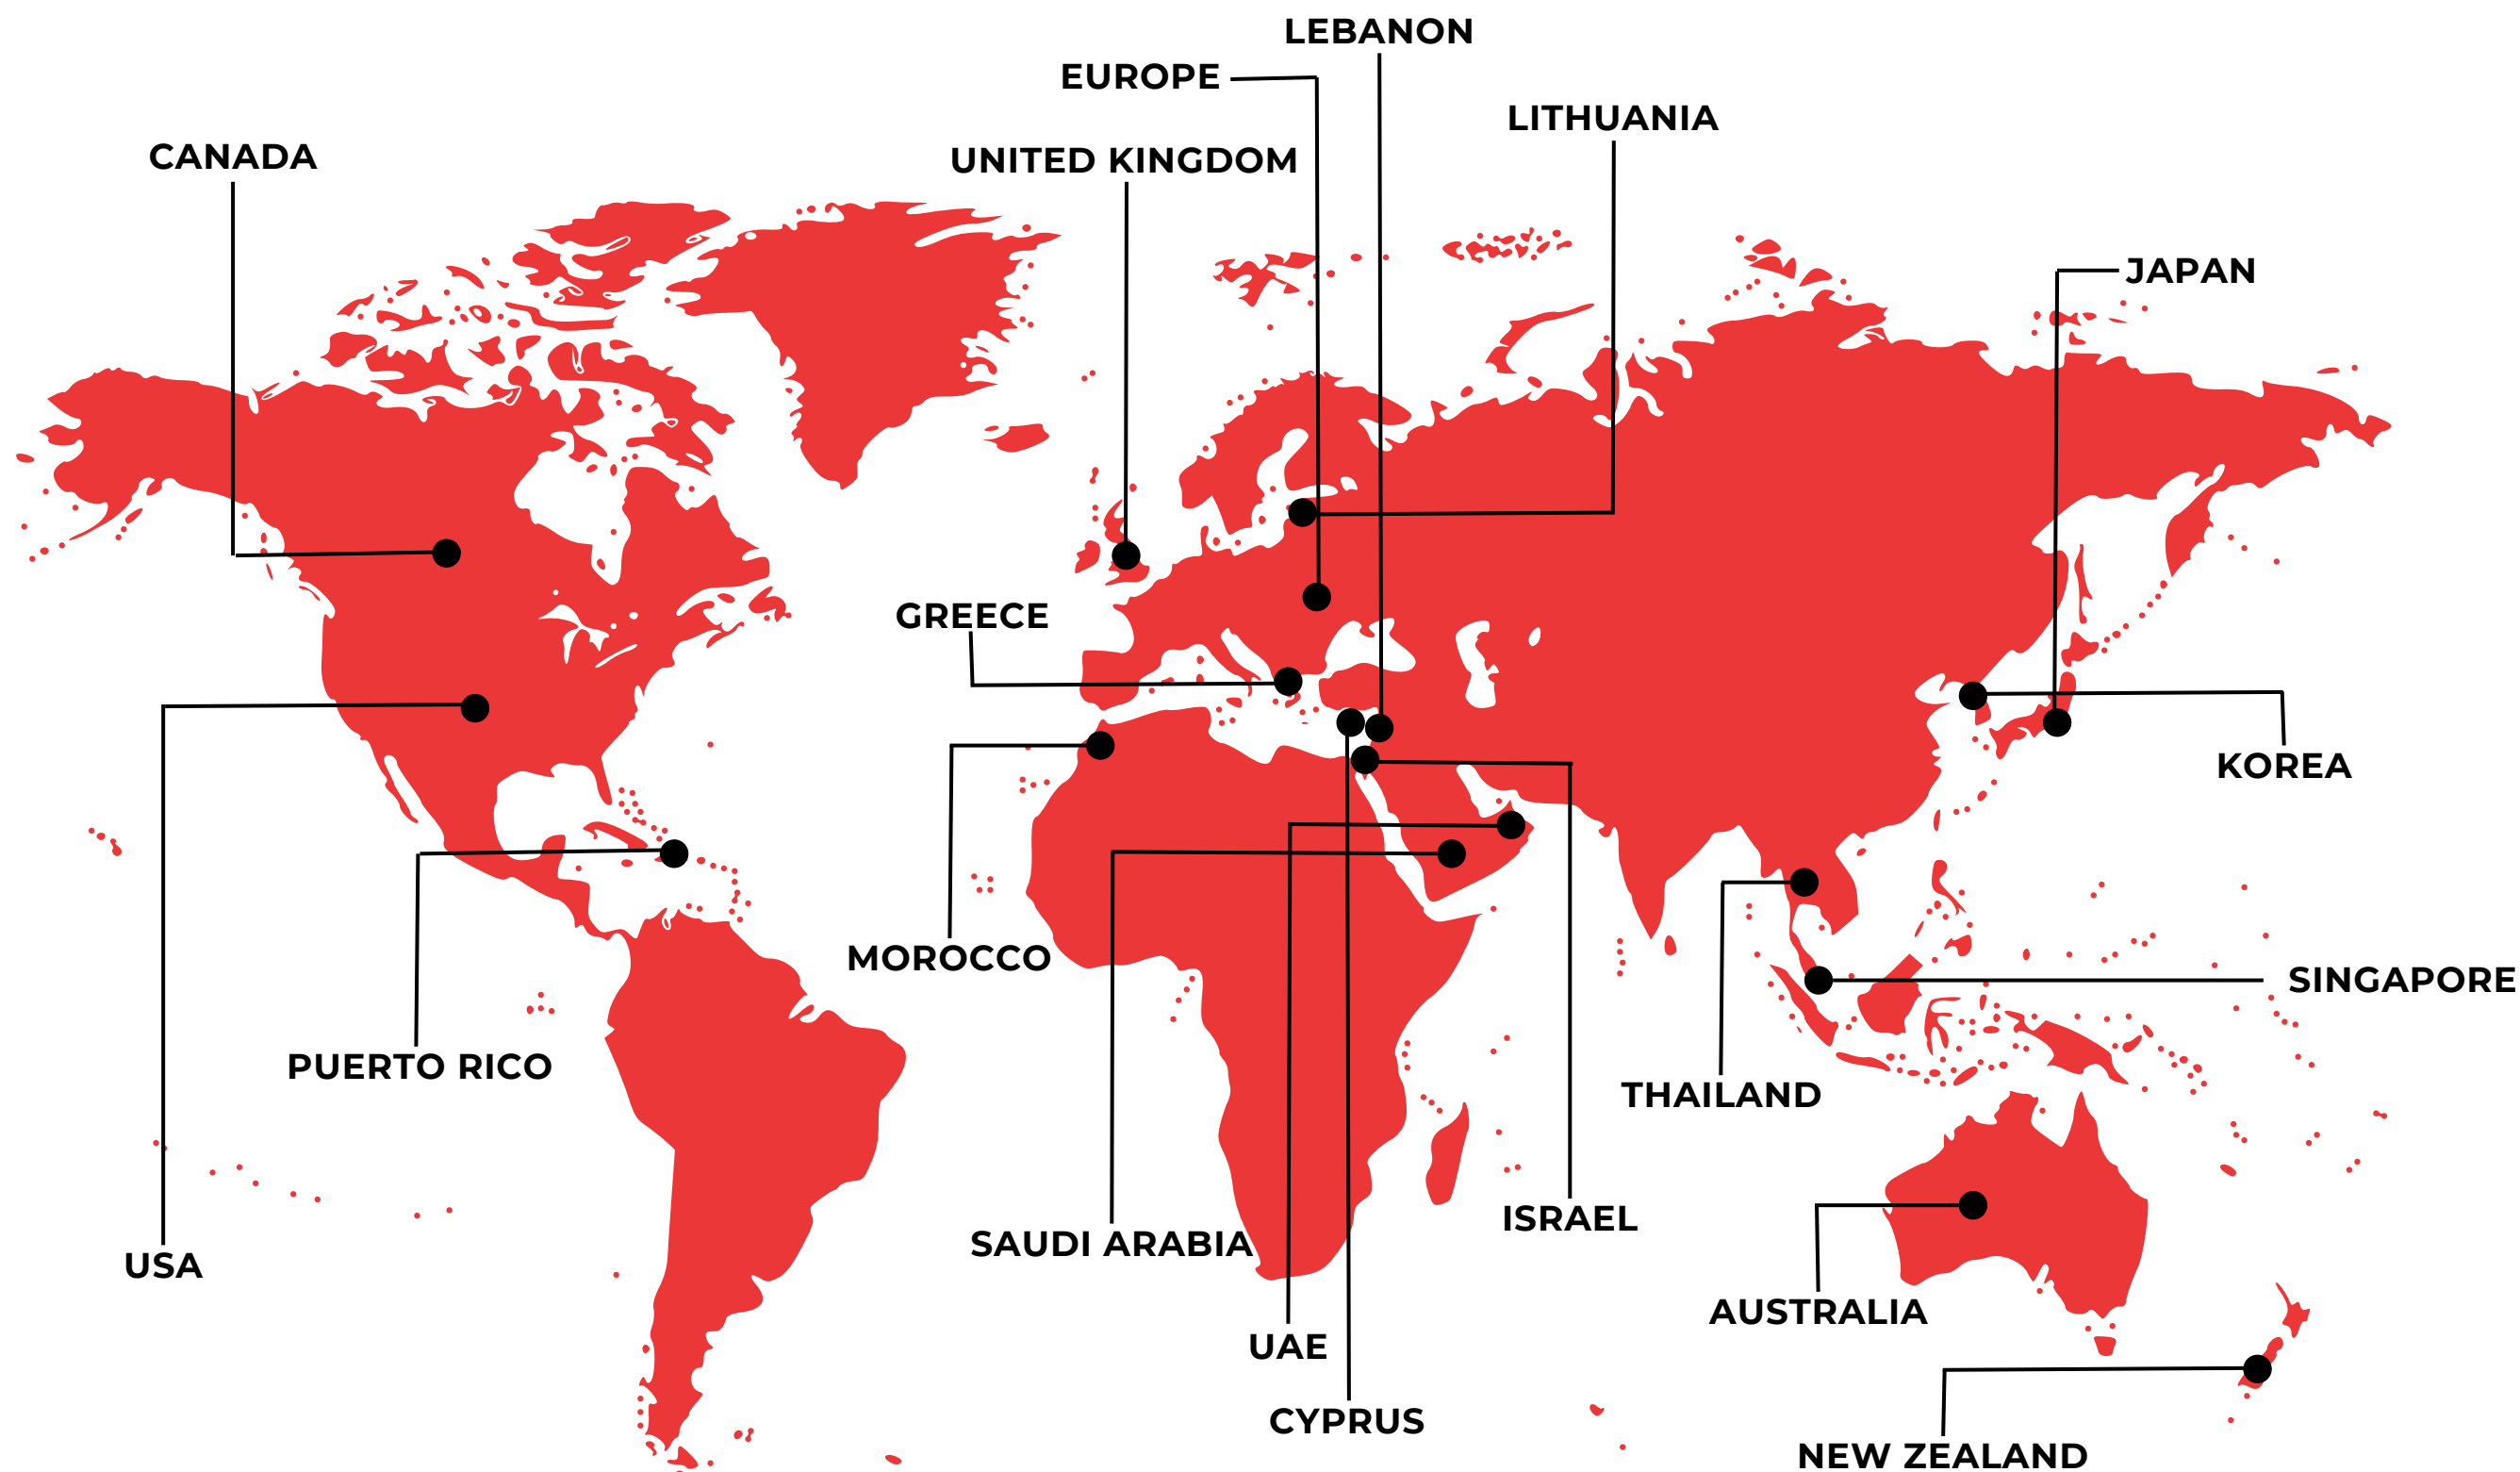 LEBANON
EUROPE
LITHUANIA
CANADA
UNITED KINGDOM
JAPAN
GREECE
KOREA
MOROCCO
SINGAPORE
PUERTO RICO
THAILAND
ISRAEL
SAUDI ARABIA
USA
AUSTRALIA
UAE
CYPRUS
NEW ZEALAND